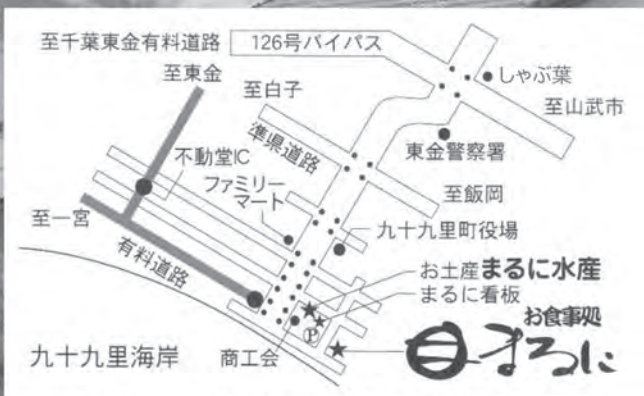 至千葉東金有料道路
126号バイパス
至東金
至白子
しゃぶ葉
至山武市
準県道路
東金警察署
不動堂IC
ファミリー
マート
至飯岡
至一宮
九十九里町役場
有料道路
お土産まるに水産
まるに看板
P
お食事処
まるに
九十九里海岸
商工会